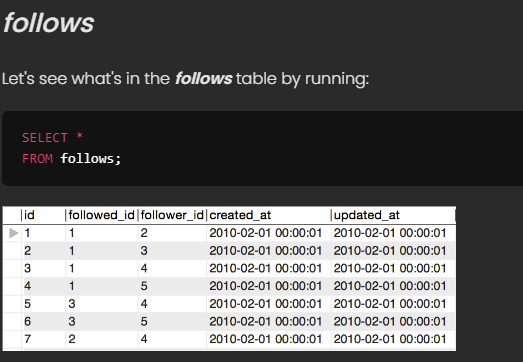 follows
Let's see what's in the follows table by running:
SELECT *
FROM follows;
id followed_id follower_id created_at updated_at
1 1 2 2010-02-01 00:00:01 2010-02-01 00:00:01
2 1 3 2010-02-01 00:00:01 2010-02-01 00:00:01
3 1 4 2010-02-01 00:00:01 2010-02-01 00:00:01
4 1 5 2010-02-01 00:00:01 2010-02-01 00:00:01
5 3 4 2010-02-01 00:00:01 2010-02-01 00:00:01
6 3 5 2010-02-01 00:00:01 2010-02-01 00:00:01
7 2 4 2010-02-01 00:00:01 2010-02-01 00:00:01